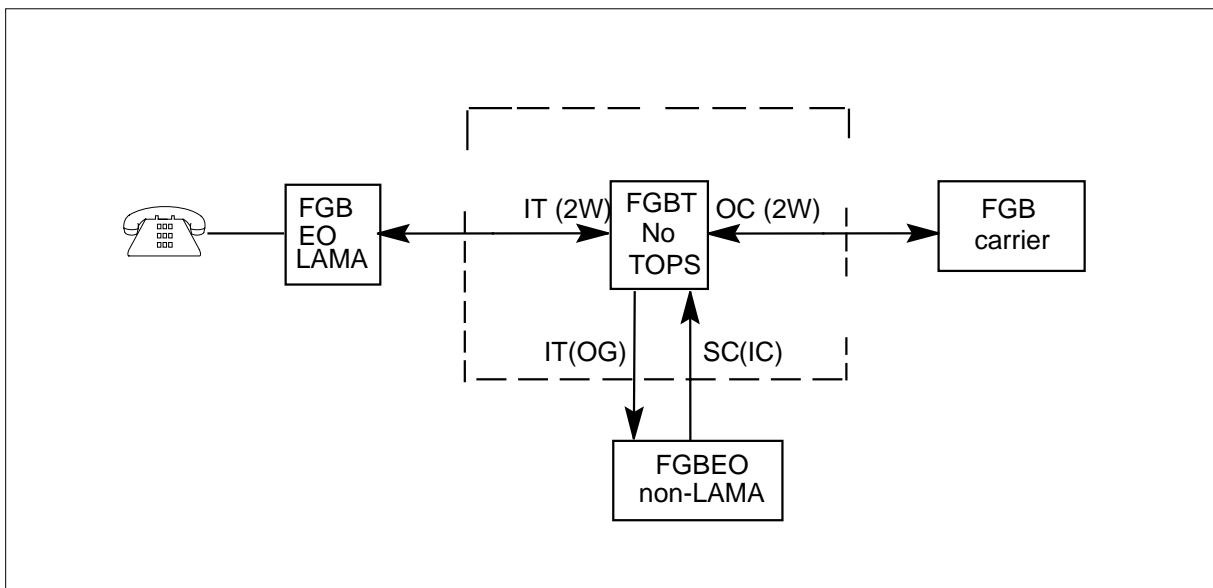 FGB
EO
LAMA
IT (2W)
FGBT
No
TOPS
OC (2W)
FGB
carrier
IT(OG)
SC(IC)
FGBEO
non-LAMA